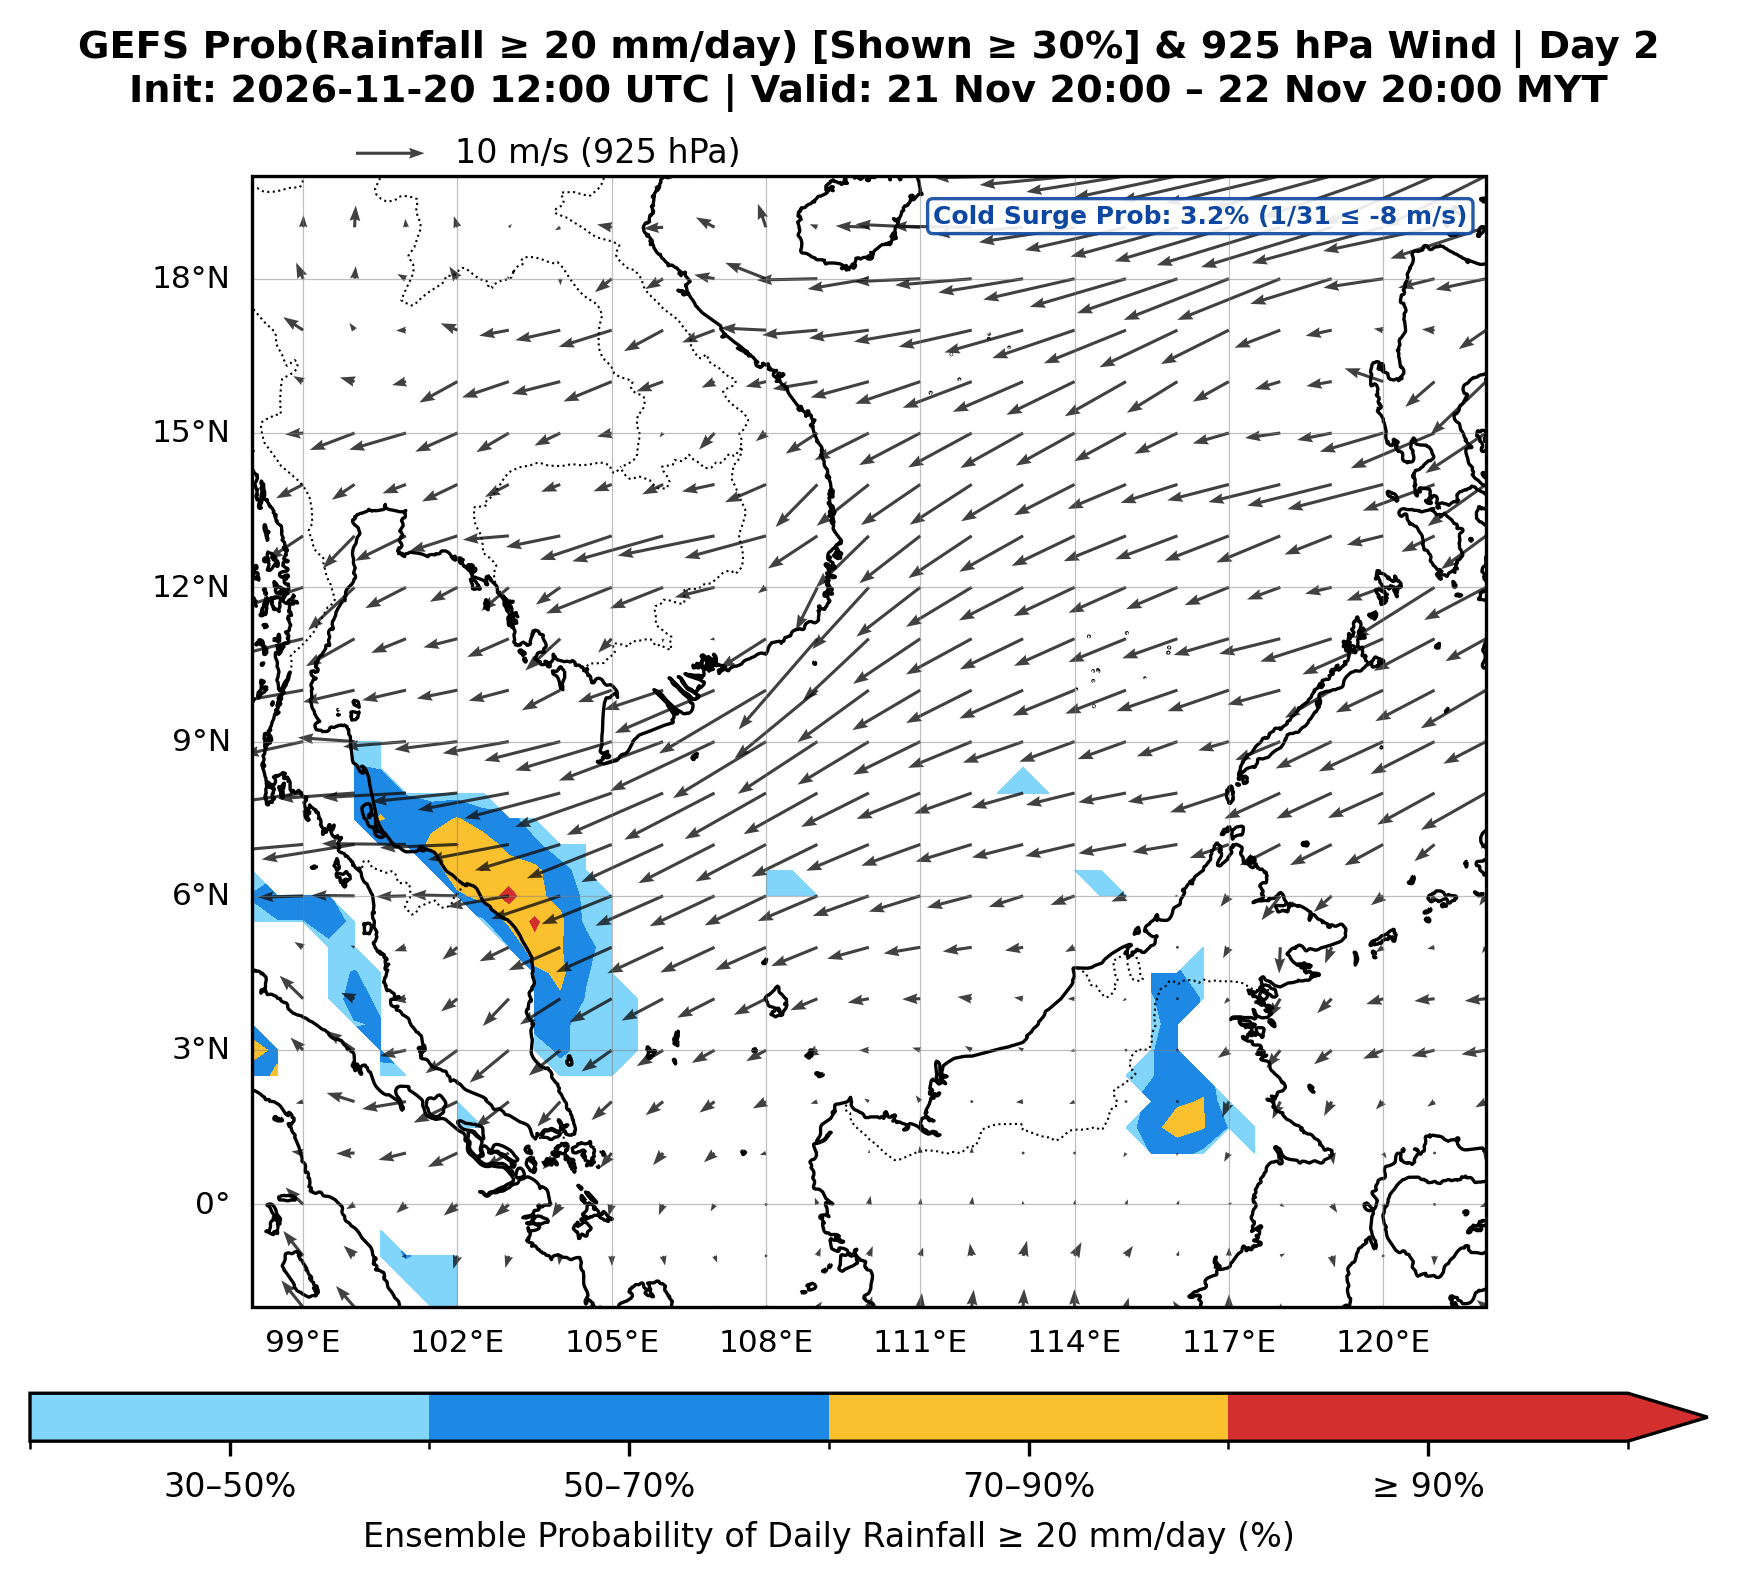 GEFS Prob(Rainfall ≥ 20 mm/day) [Shown ≥ 30%] & 925 hPa Wind | Day 2
Init: 2026-11-20 12:00 UTC | Valid: 21 Nov 20:00 – 22 Nov 20:00 MYT
10 m/s (925 hPa)
Cold Surge Prob: 3.2% (1/31 ≤ -8 m/s)
18°N
15°N
12°N
9°N
6°N
3°N
0°
99°E 102°E 105°E 108°E 111°E 114°E 117°E 120°E
30–50% 50–70% 70–90% ≥ 90%
Ensemble Probability of Daily Rainfall ≥ 20 mm/day (%)